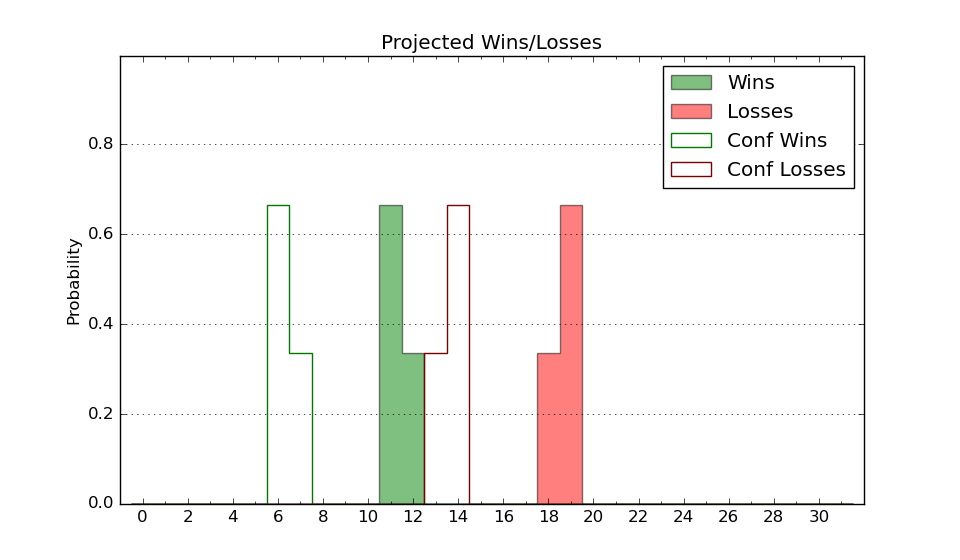 Projected Wins/Losses
Wins
Losses
Conf Wins
Conf Losses
Probability
0.8
0.6
0.4
0.2
0.0
0 2 4 6 8 10 12 14 16 18 20 22 24 26 28 30